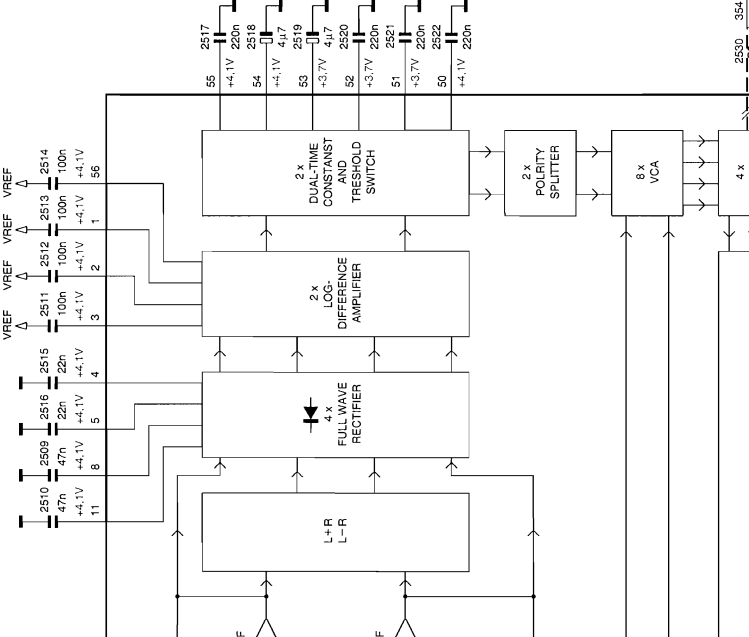 2517
220n
2518
4µ7
2519
4µ7
2520
220n
2521
220n
2522
220n
354
2530
55
+4,1V
54
+4,1V
53
+3,7V
52
+3,7V
51
+3,7V
50
+4,1V
VREF
2514
100n
+4,1V
56
VREF
2513
100n
+4,1V
1
VREF
2512
100n
+4,1V
2
VREF
2511
100n
+4,1V
3
2515
22n
+4,1V
4
2516
22n
+4,1V
5
2509
47n
+4,1V
8
2510
47n
+4,1V
11
2 x
DUAL-TIME
CONSTANST
AND
TRESHOLD
SWITCH
2 x
POLRITY
SPLITTER
8 x
VCA
4 x
2 x
LOG-
DIFFERENCE
AMPLIFIER
4 x
FULL WAVE
RECTIFIER
L+R
L−R
F
F